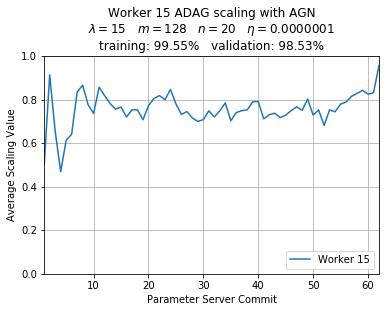 Worker 15 ADAG scaling with AGN
λ = 15 m = 128 n = 20 η = 0.0000001
training: 99.55% validation: 98.53%
1.0
0.8
0.6
0.4
0.2
0.0
Average Scaling Value
Worker 15
10 20 30 40 50 60
Parameter Server Commit